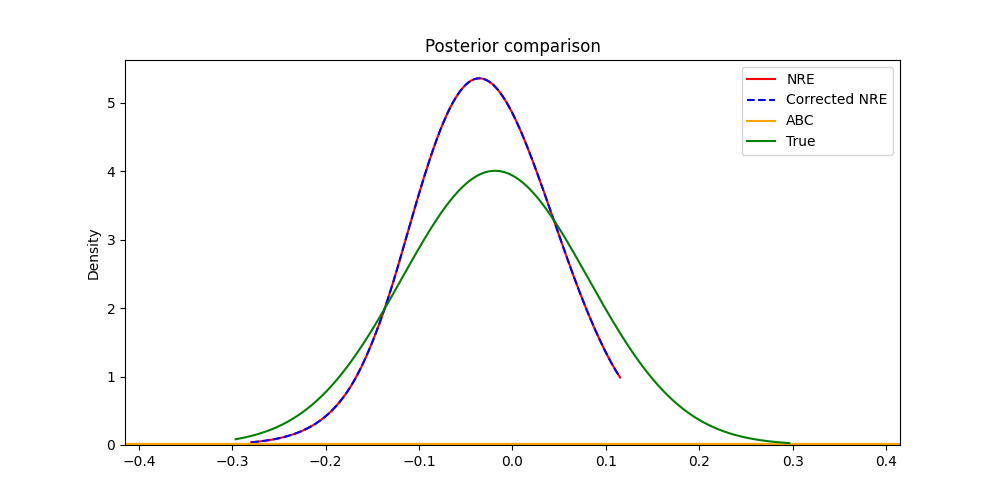 Posterior comparison
NRE
Corrected NRE
ABC
True
Density
5
4
3
2
1
0
−0.4 −0.3 −0.2 −0.1 0.0 0.1 0.2 0.3 0.4